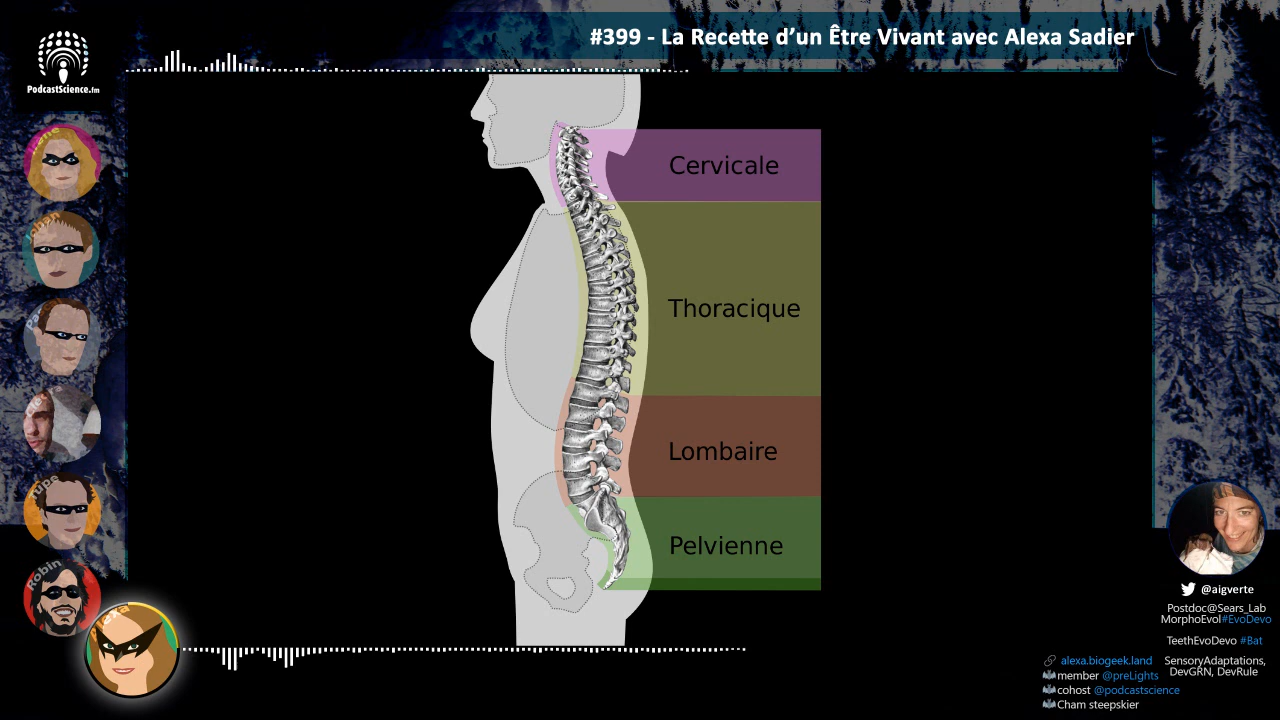 #399 - La Recette d'un Être Vivant avec Alexa Sadier
PodcastScience.fm
Cervicale
Thoracique
Lombaire
Pelvienne
Robin
Alexa
@aigverte
Postdoc@Sears_Lab
MorphoEvol#EvoDevo
TeethEvoDevo #Bat
SensoryAdaptations,
DevGRN, DevRule
alexa.biogeek.land
member @preLights
cohost @podcastscience
Cham steepskier